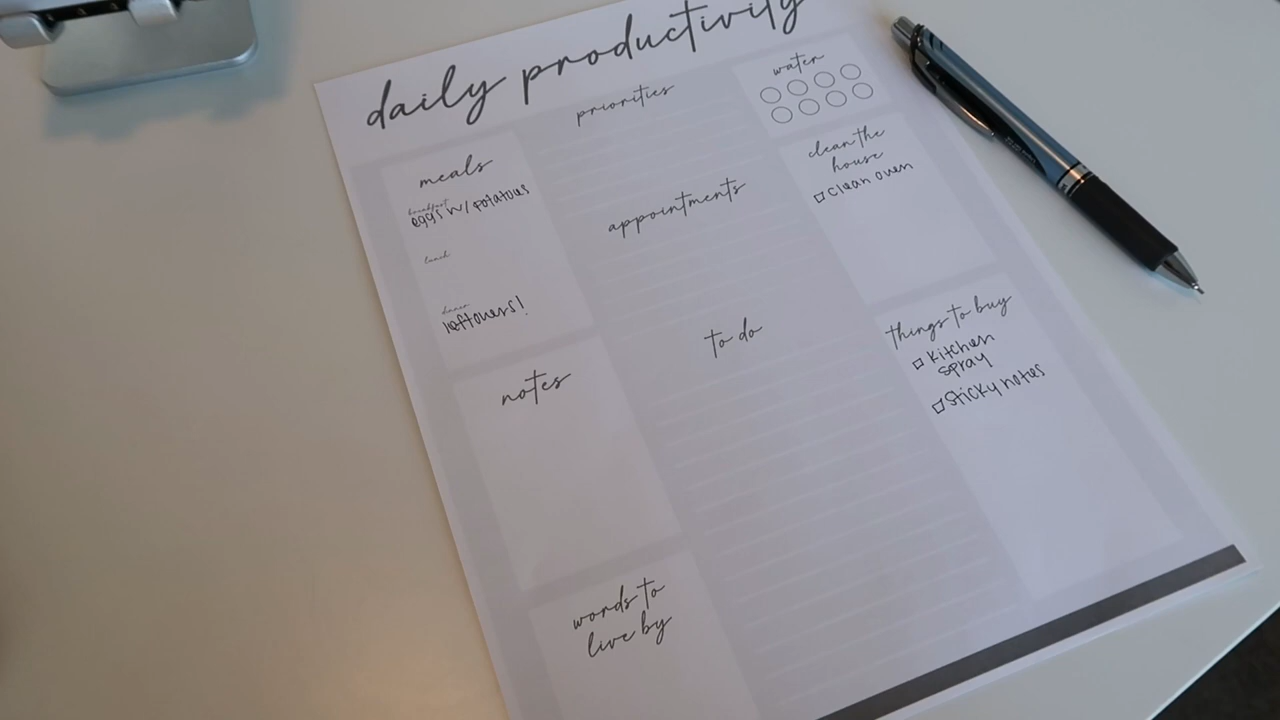 daily productivity
meals
breakfast
eggs w/ potatoes
lunch
dinner
leftovers!
notes
words to
live by
priorities
appointments
to do
water
clean the
house
clean oven
things to buy
kitchen
spray
sticky notes